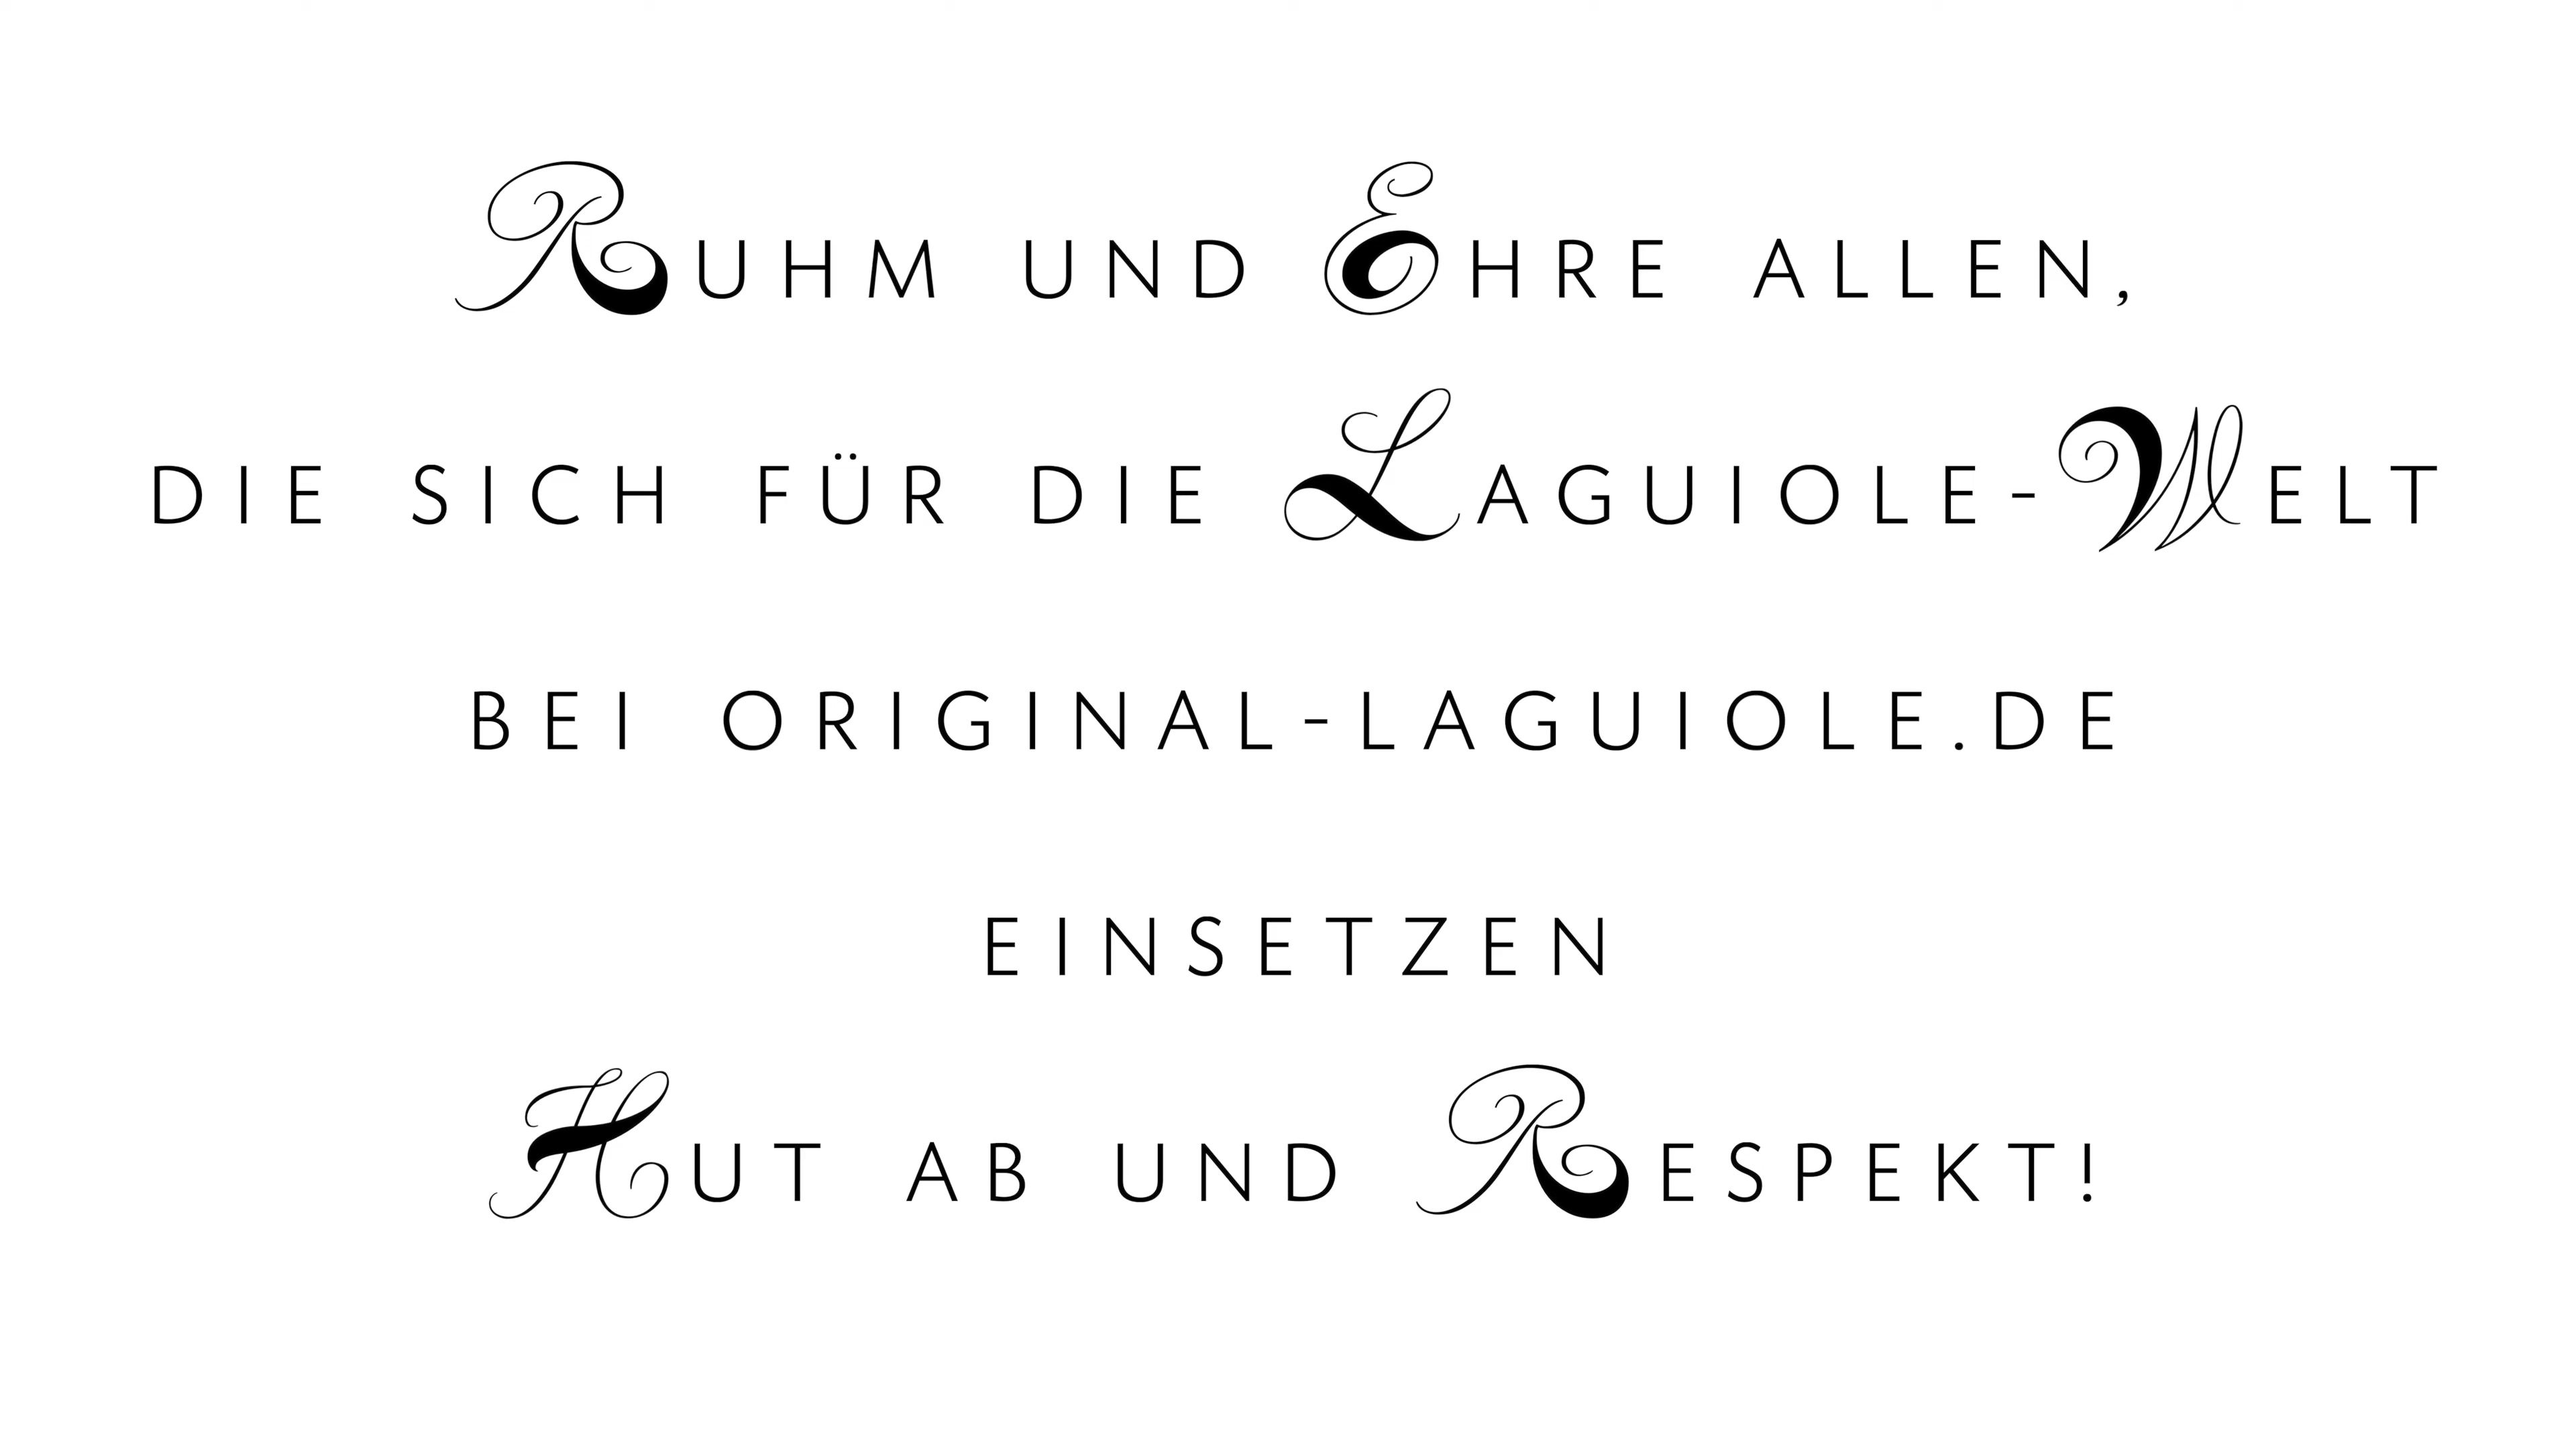 Ruhm und Ehre allen,
die sich für die Laguiole-Welt
bei original-laguiole.de
einsetzen
Hut ab und Respekt!